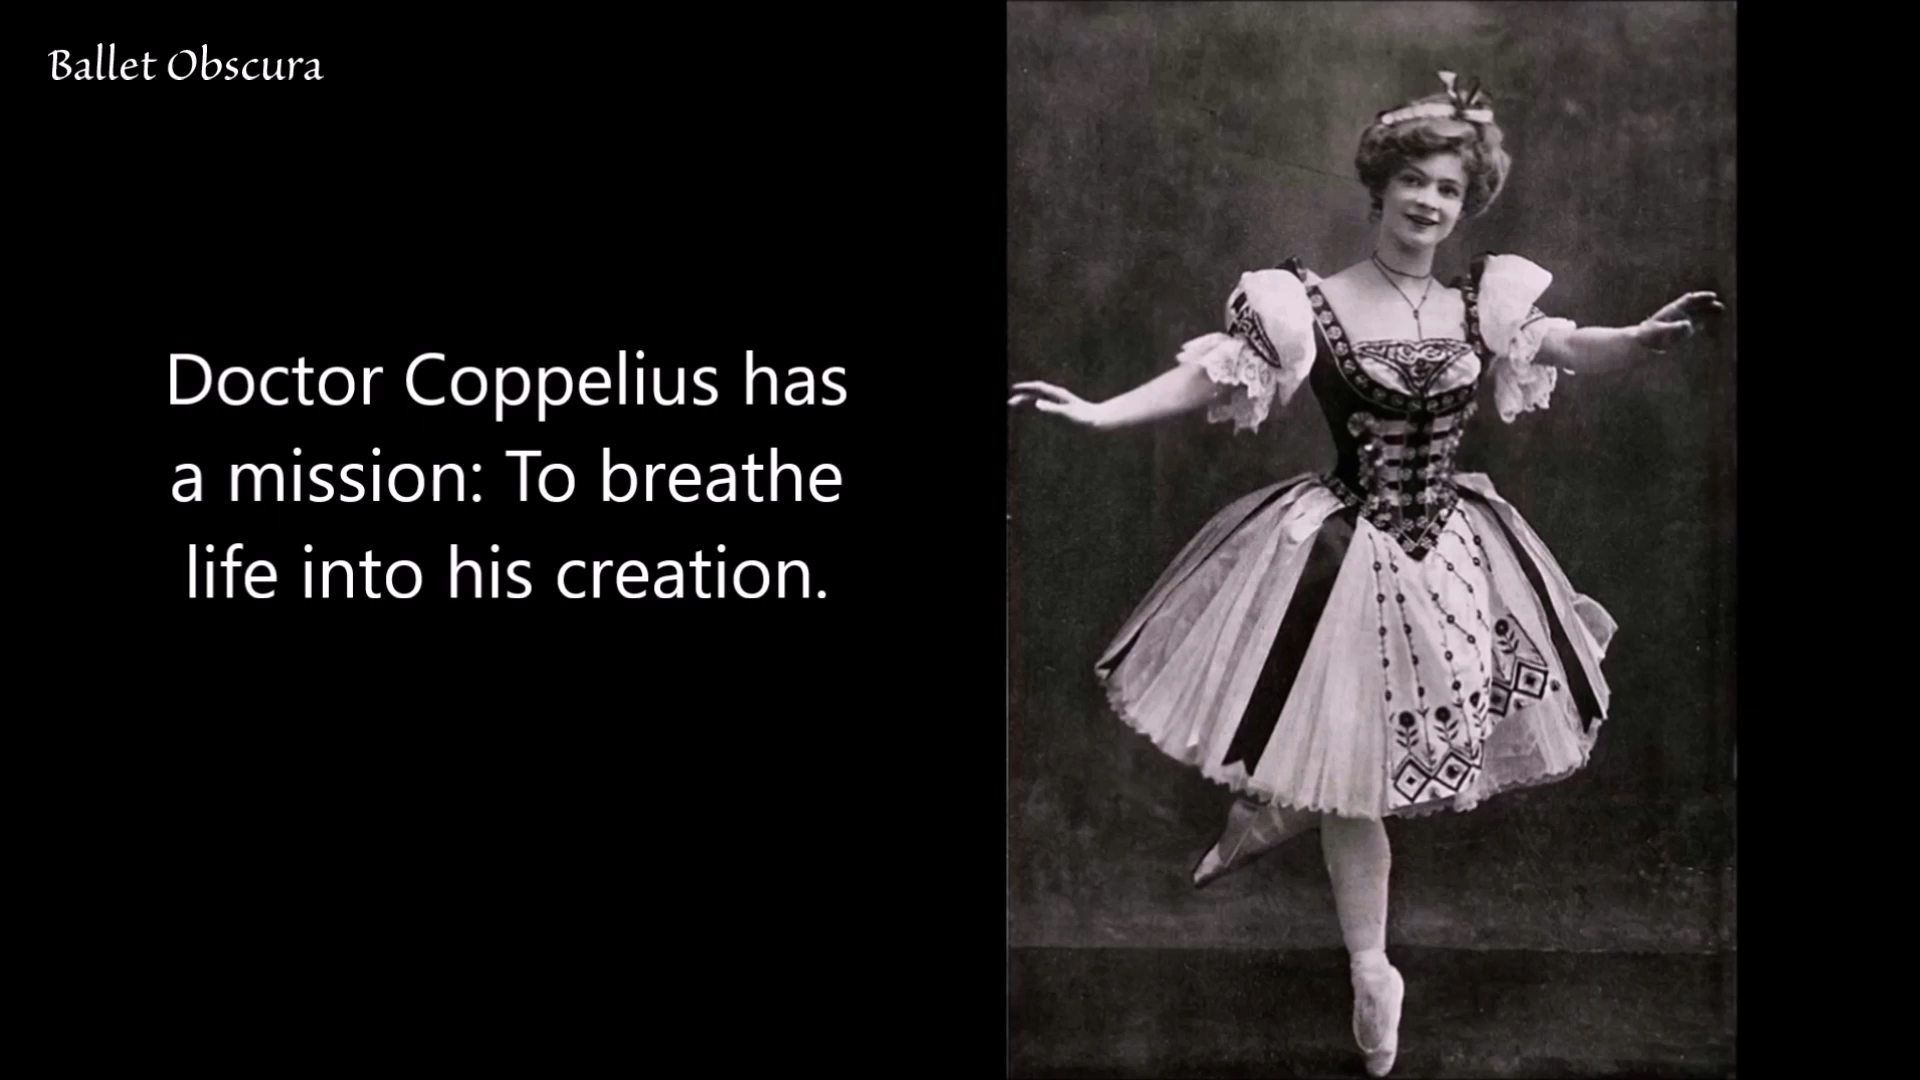 Ballet Obscura
Doctor Coppelius has
a mission: To breathe
life into his creation.